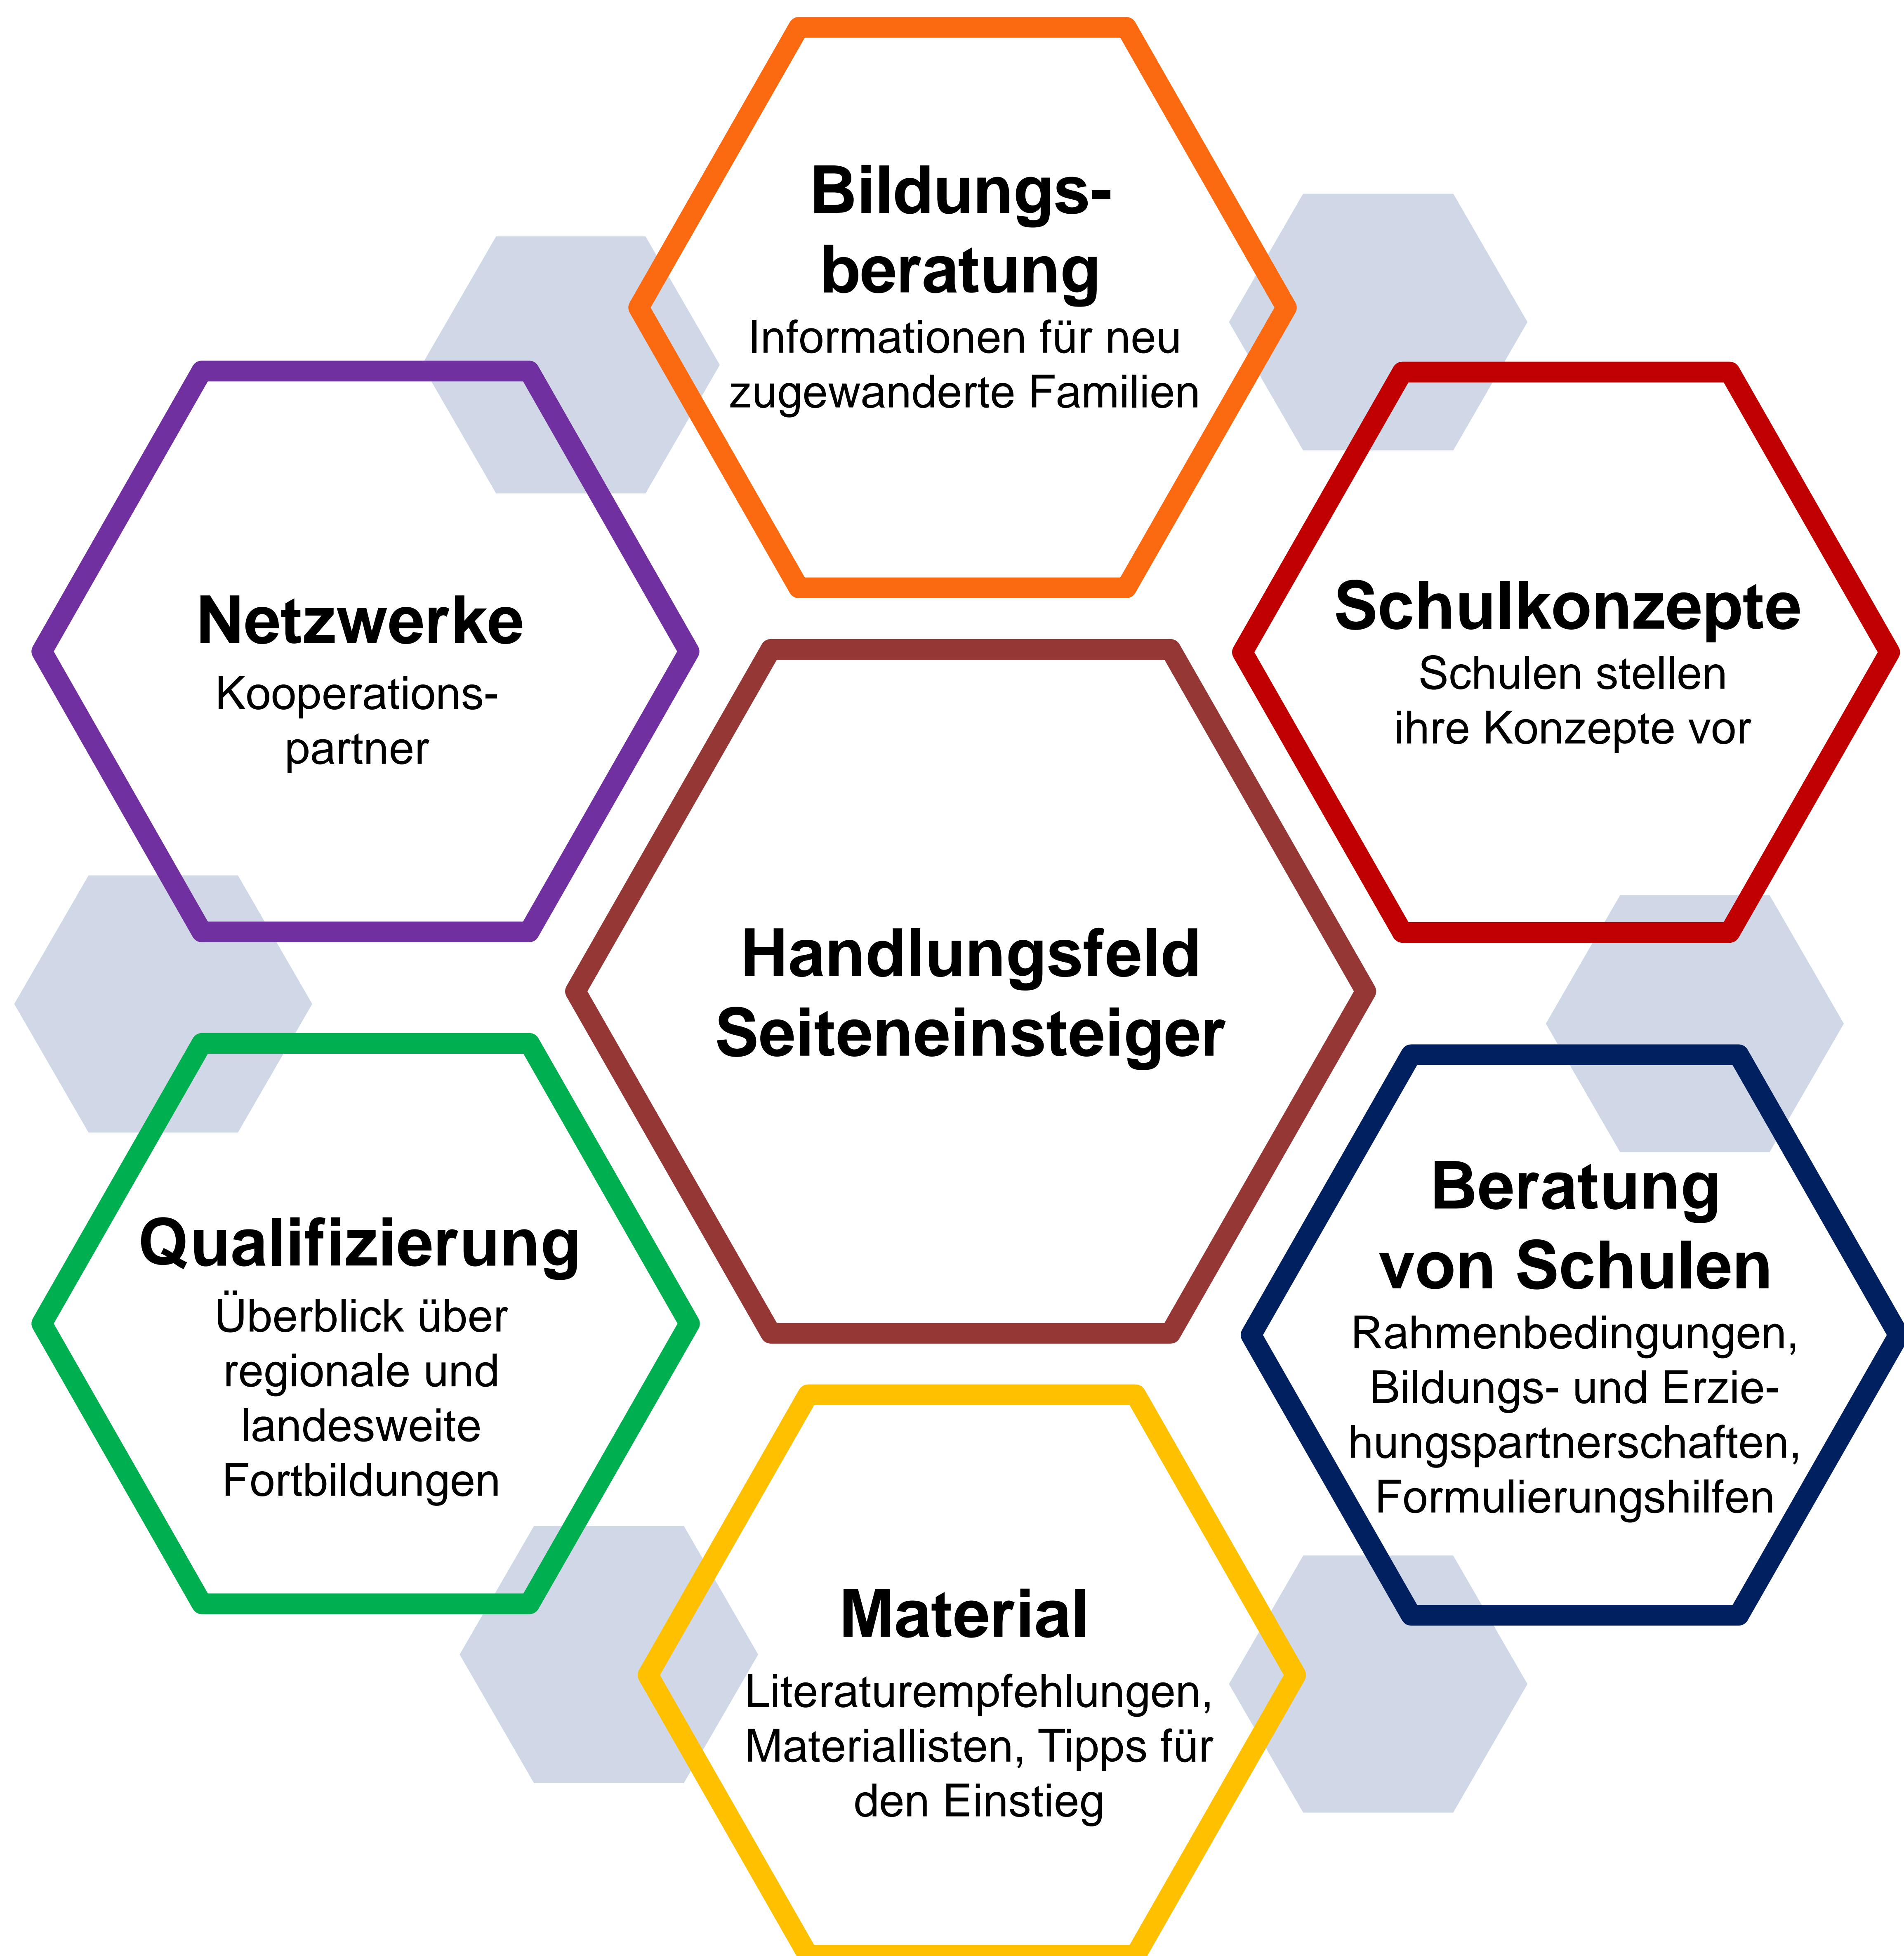 Bildungs-
beratung
Informationen für neu
zugewanderte Familien
Netzwerke
Kooperations-
partner
Schulkonzepte
Schulen stellen
ihre Konzepte vor
Handlungsfeld
Seiteneinsteiger
Qualifizierung
Überblick über
regionale und
landesweite
Fortbildungen
Beratung
von Schulen
Rahmenbedingungen,
Bildungs- und Erzie-
hungspartnerschaften,
Formulierungshilfen
Material
Literaturempfehlungen,
Materiallisten, Tipps für
den Einstieg